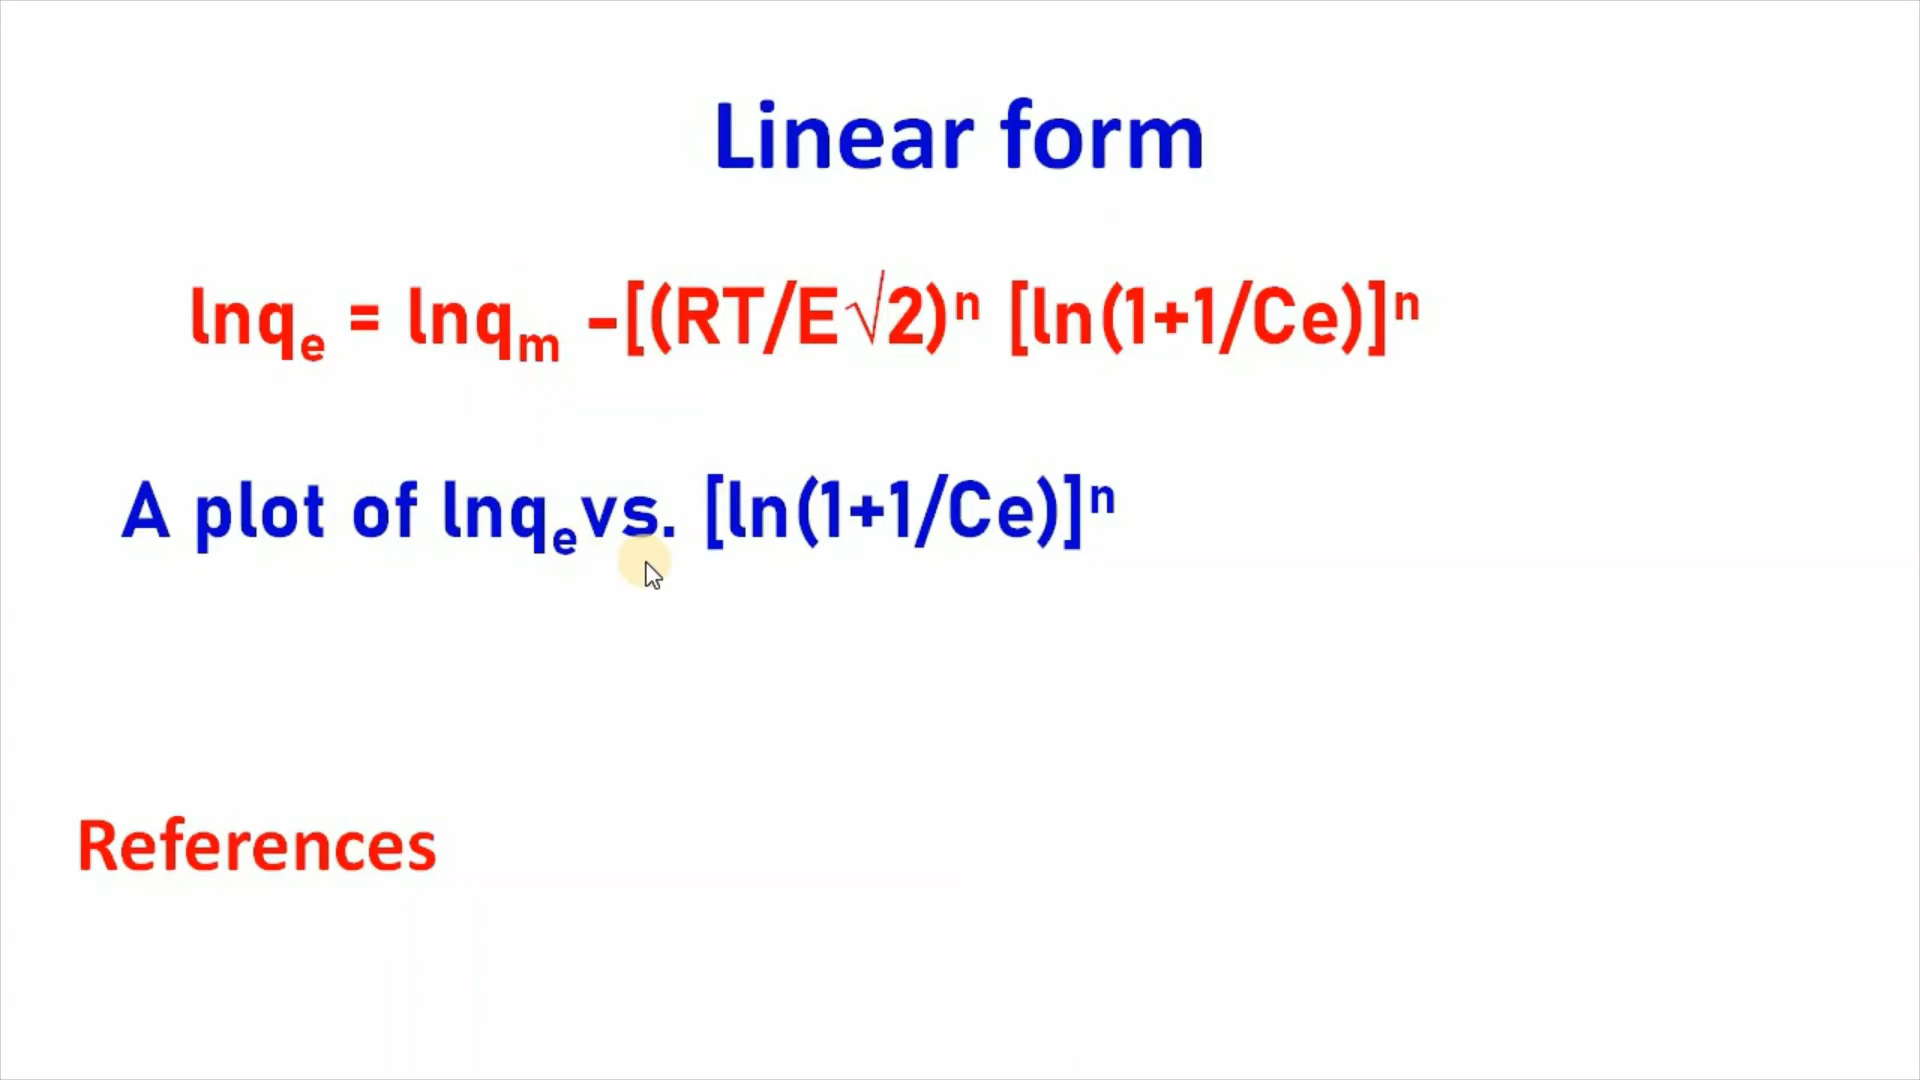 Linear form
lnqₑ = lnqₘ -[(RT/E√2)ⁿ [ln(1+1/Ce)]ⁿ
A plot of lnqₑvs. [ln(1+1/Ce)]ⁿ
References